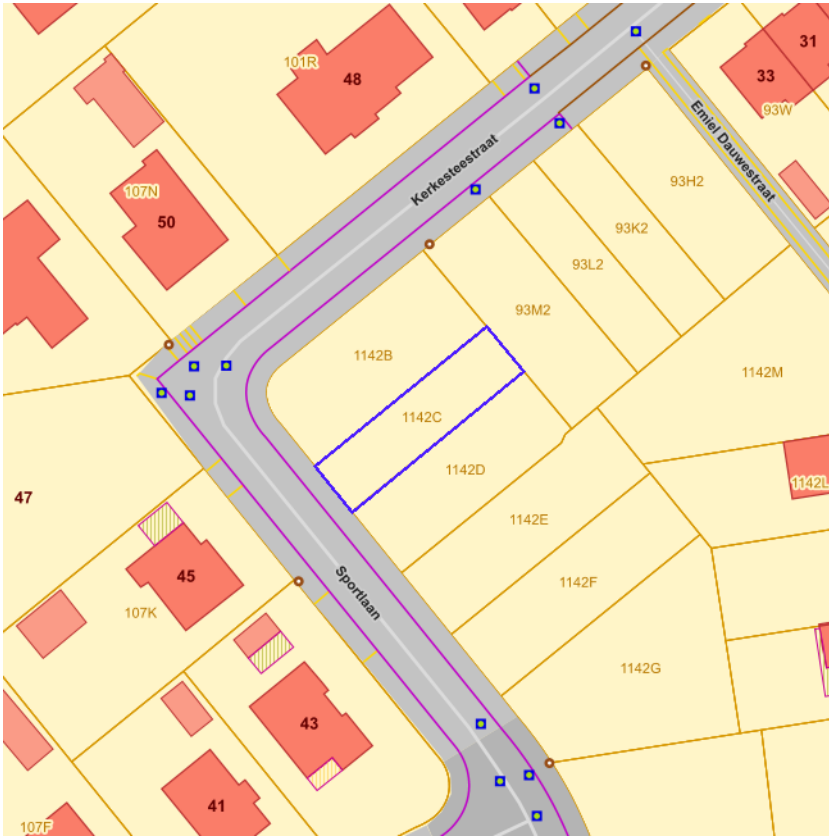 31
101R
48
33
93W
Emiel Dauwestraat
Kerkesteestraat
93H2
107N
50
93K2
93L2
93M2
1142B
1142M
1142C
1142D
1142L
47
1142E
45
Sportlaan
1142F
107K
1142G
43
41
107F